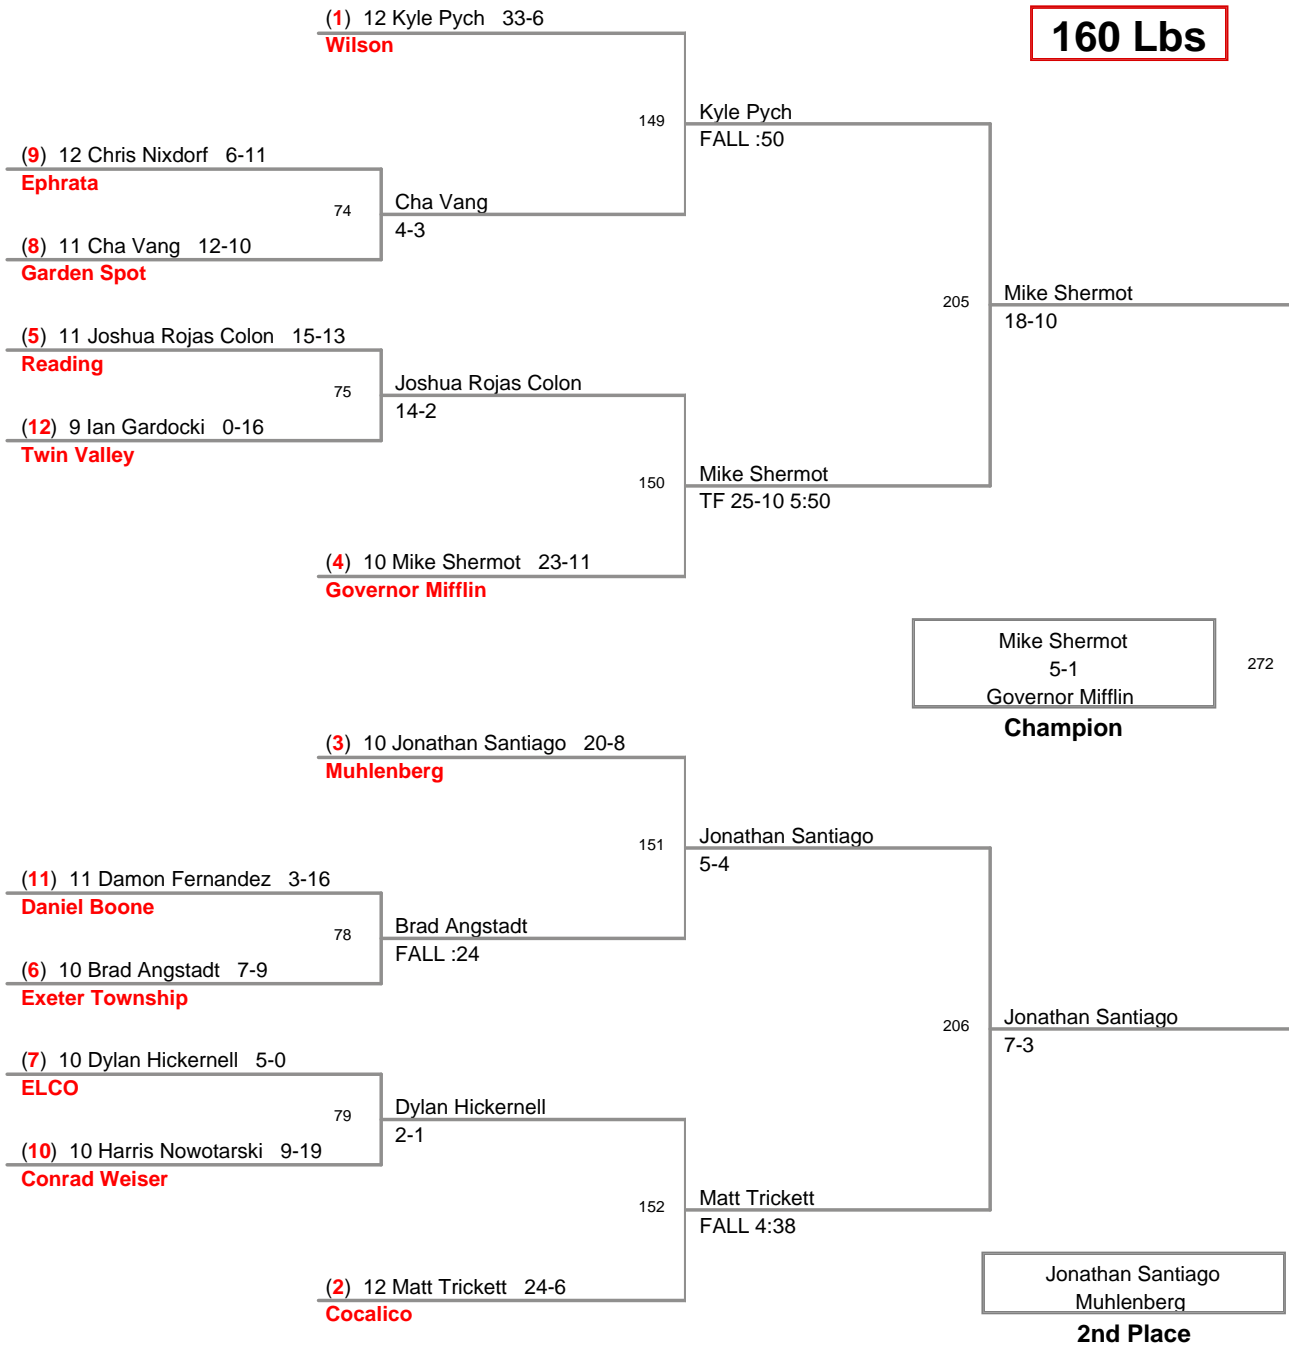 (1) 12 Kyle Pych 33-6
Wilson
160 Lbs
149
Kyle Pych
FALL :50
(9) 12 Chris Nixdorf 6-11
Ephrata
74
Cha Vang
4-3
(8) 11 Cha Vang 12-10
Garden Spot
205
Mike Shermot
18-10
(5) 11 Joshua Rojas Colon 15-13
Reading
75
Joshua Rojas Colon
14-2
(12) 9 Ian Gardocki 0-16
Twin Valley
150
Mike Shermot
TF 25-10 5:50
(4) 10 Mike Shermot 23-11
Governor Mifflin
Mike Shermot
5-1
Governor Mifflin
272
Champion
(3) 10 Jonathan Santiago 20-8
Muhlenberg
151
Jonathan Santiago
5-4
(11) 11 Damon Fernandez 3-16
Daniel Boone
78
Brad Angstadt
FALL :24
(6) 10 Brad Angstadt 7-9
Exeter Township
206
Jonathan Santiago
7-3
(7) 10 Dylan Hickernell 5-0
ELCO
79
Dylan Hickernell
2-1
(10) 10 Harris Nowotarski 9-19
Conrad Weiser
152
Matt Trickett
FALL 4:38
(2) 12 Matt Trickett 24-6
Cocalico
Jonathan Santiago
Muhlenberg
2nd Place